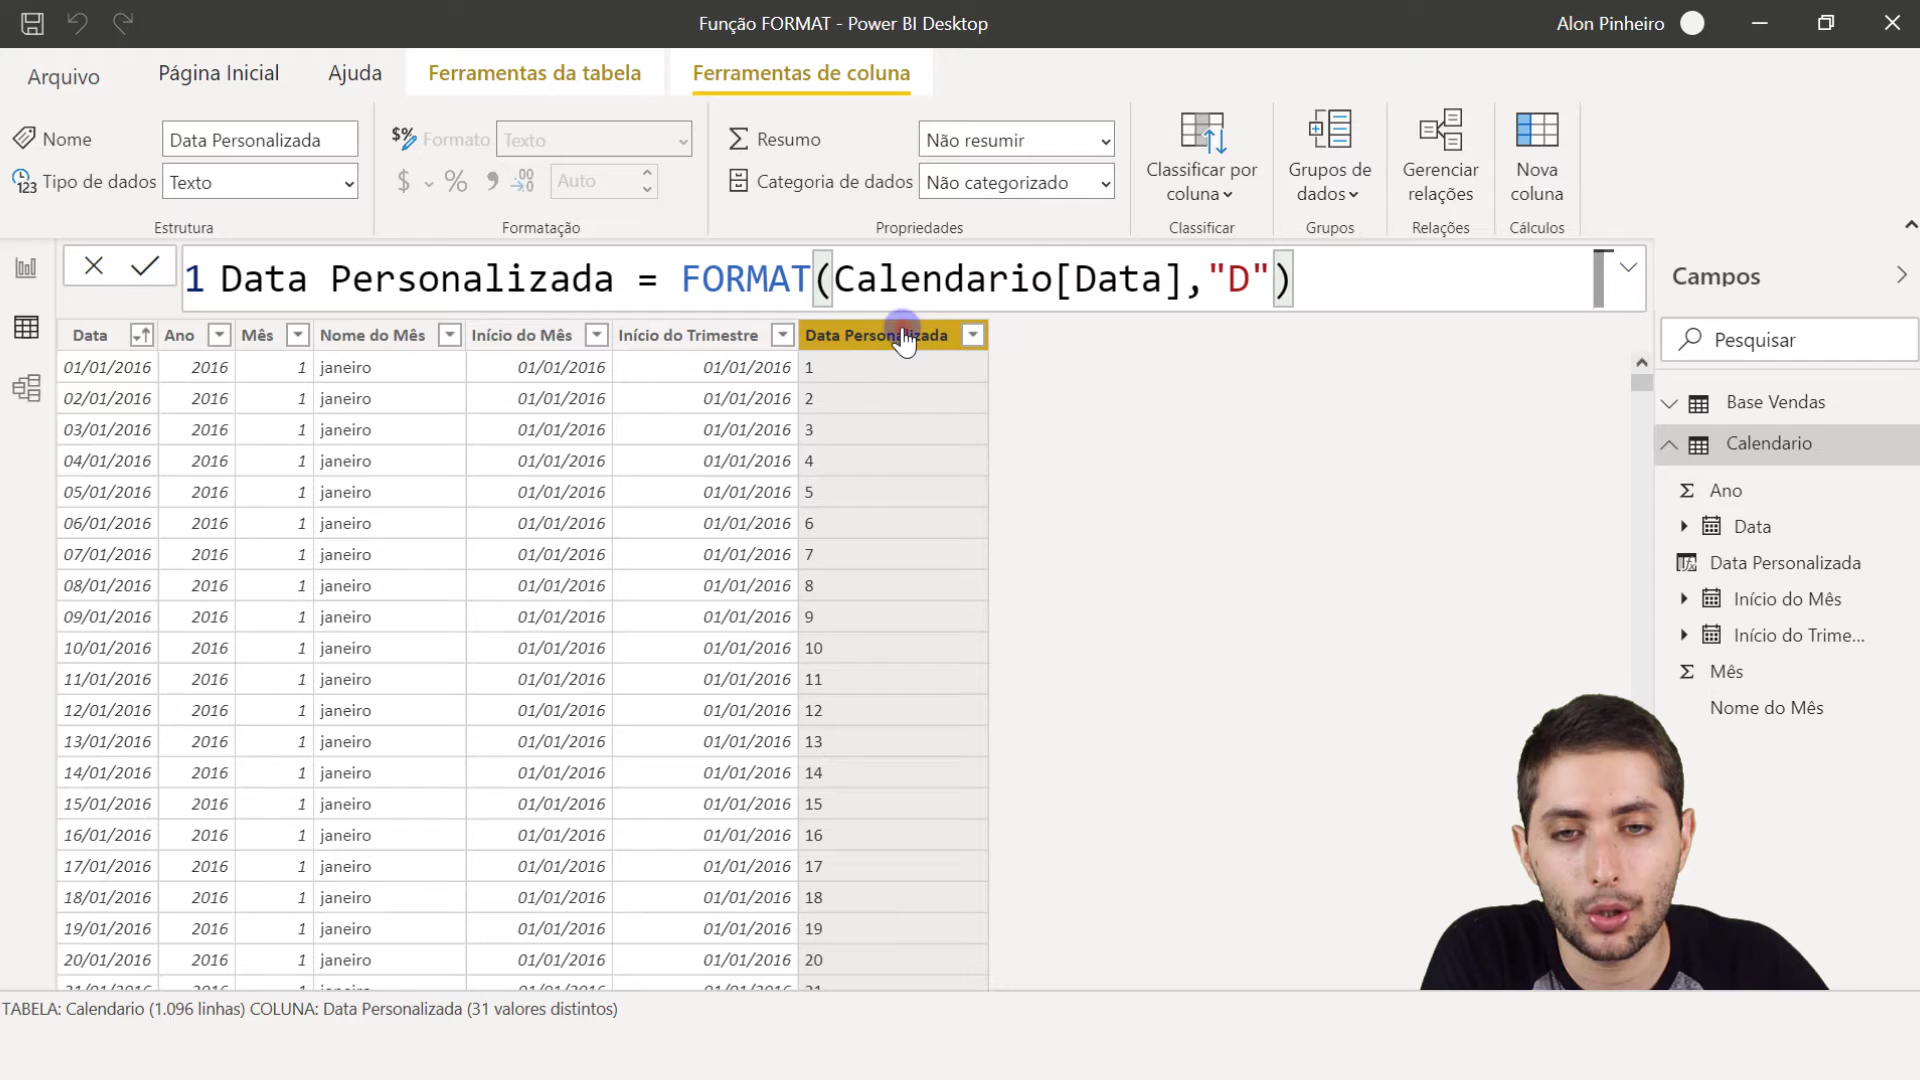 Função FORMAT - Power BI Desktop
Alon Pinheiro
Arquivo
Página Inicial
Ajuda
Ferramentas da tabela
Ferramentas de coluna
Nome
Data Personalizada
Tipo de dados
Texto
Estrutura
Formato
Texto
$ % 9 .00 Auto
Formatação
Resumo
Não resumir
Categoria de dados
Não categorizado
Propriedades
Classificar por
coluna
Classificar
Grupos de
dados
Grupos
Gerenciar
relações
Relações
Nova
coluna
Cálculos
1 Data Personalizada = FORMAT(Calendario[Data],"D")
Data Ano Mês Nome do Mês Início do Mês Início do Trimestre Data Personalizada
01/01/2016 2016 1 janeiro 01/01/2016 01/01/2016 1
02/01/2016 2016 1 janeiro 01/01/2016 01/01/2016 2
03/01/2016 2016 1 janeiro 01/01/2016 01/01/2016 3
04/01/2016 2016 1 janeiro 01/01/2016 01/01/2016 4
05/01/2016 2016 1 janeiro 01/01/2016 01/01/2016 5
06/01/2016 2016 1 janeiro 01/01/2016 01/01/2016 6
07/01/2016 2016 1 janeiro 01/01/2016 01/01/2016 7
08/01/2016 2016 1 janeiro 01/01/2016 01/01/2016 8
09/01/2016 2016 1 janeiro 01/01/2016 01/01/2016 9
10/01/2016 2016 1 janeiro 01/01/2016 01/01/2016 10
11/01/2016 2016 1 janeiro 01/01/2016 01/01/2016 11
12/01/2016 2016 1 janeiro 01/01/2016 01/01/2016 12
13/01/2016 2016 1 janeiro 01/01/2016 01/01/2016 13
14/01/2016 2016 1 janeiro 01/01/2016 01/01/2016 14
15/01/2016 2016 1 janeiro 01/01/2016 01/01/2016 15
16/01/2016 2016 1 janeiro 01/01/2016 01/01/2016 16
17/01/2016 2016 1 janeiro 01/01/2016 01/01/2016 17
18/01/2016 2016 1 janeiro 01/01/2016 01/01/2016 18
19/01/2016 2016 1 janeiro 01/01/2016 01/01/2016 19
20/01/2016 2016 1 janeiro 01/01/2016 01/01/2016 20
Campos
Pesquisar
Base Vendas
Calendario
Ano
Data
Data Personalizada
Início do Mês
Início do Trime...
Mês
Nome do Mês
TABELA: Calendario (1.096 linhas) COLUNA: Data Personalizada (31 valores distintos)